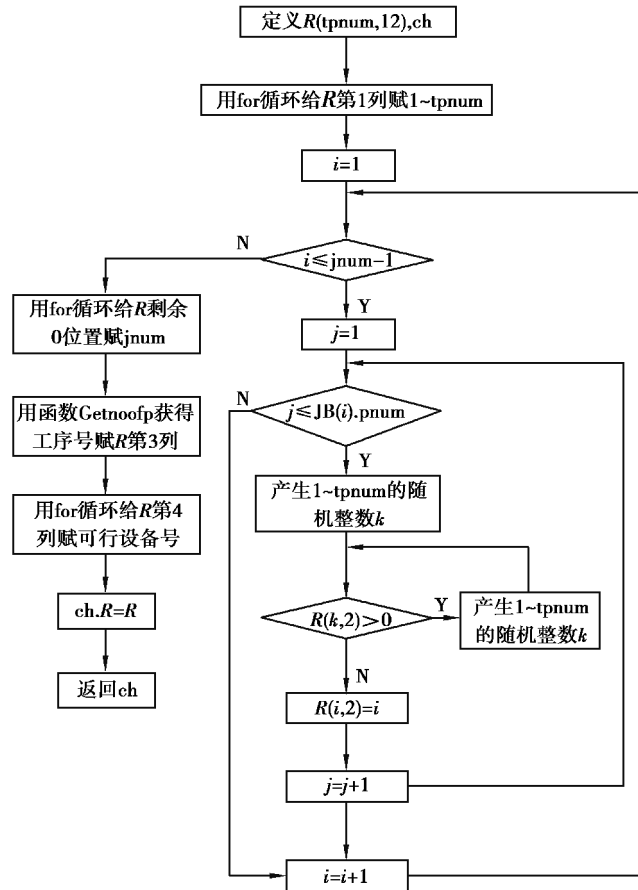 定义R(tpnum,12),ch
用for循环给R第1列赋1~tpnum
i=1
N
i≤jnum-1
Y
用for循环给R剩余
0位置赋jnum
j=1
N
j≤JB(i).pnum
用函数Getnoofp获得
工序号赋R第3列
Y
产生1~tpnum的随
机整数k
用for循环给R第4
列赋可行设备号
R(k,2)>0
Y
产生1~tpnum
的随机整数k
ch.R=R
N
返回ch
R(i,2)=i
j=j+1
i=i+1